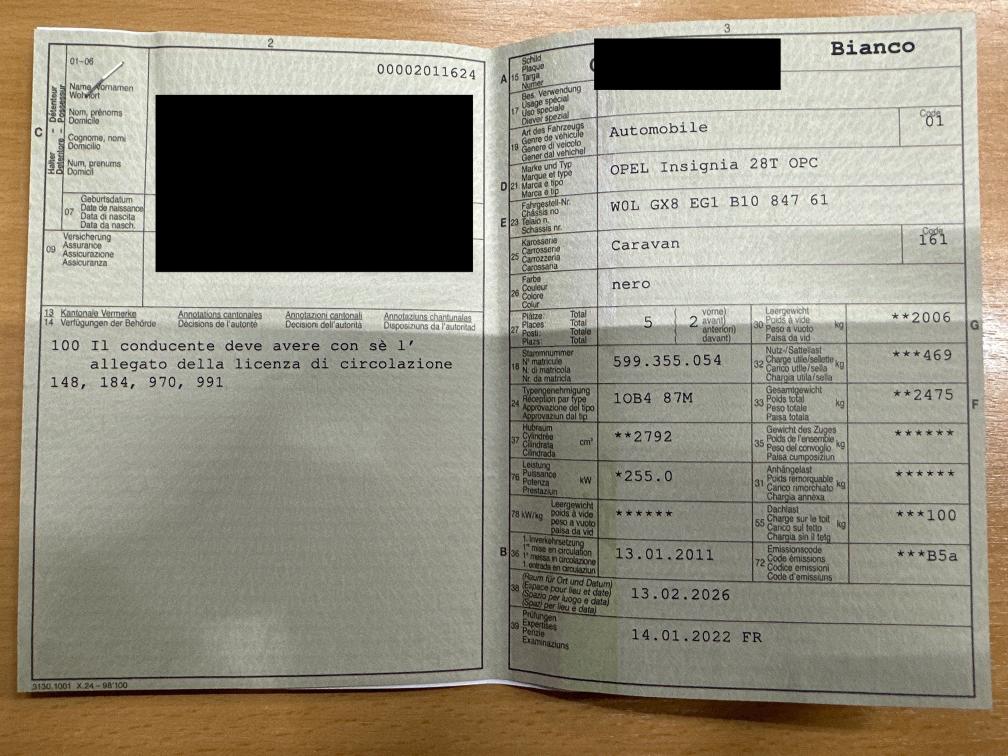 2
01-06
00002011624
Halter – Détenteur
Detentore – Possessur
C
Name, Vornamen
Wohnort
Nom, prénoms
Domicile
Cognome, nomi
Domicilio
Num, prenums
Domicil
07
Geburtsdatum
Date de naissance
Data di nascita
Data da nasch.
09
Versicherung
Assurance
Assicurazione
Assicuranza
13 Kantonale Vermerke Annotations cantonales Annotazioni cantonali Annotaziuns chantunales
14 Verfügungen der Behörde Décisions de l'autorité Decisioni dell'autorità Disposiziuns da l'autoritad
100 Il conducente deve avere con sè l'
allegato della licenza di circolazione
148, 184, 970, 991
3130.1001 X.24 – 98'100
3
A 15
Schild
Plaque
Targa
Numer
Bianco
17
Bes. Verwendung
Usage spécial
Uso speciale
Diever spezial
19
Art des Fahrzeugs
Genre de véhicule
Genere di veicolo
Gener dal vehichel
Automobile
Code
01
D 21
Marke und Typ
Marque et type
Marca e tipo
Marca e tip
OPEL Insignia 28T OPC
E 23
Fahrgestell-Nr.
Châssis no
Telaio n.
Schassis nr.
W0L GX8 EG1 B10 847 61
25
Karosserie
Carrosserie
Carrozzeria
Carossaria
Caravan
Code
161
26
Farbe
Couleur
Colore
Colur
nero
27
Plätze: Total
Places: Total
Posti: Totale
Plazs: Total
5
2
vorne)
avant)
anteriori)
davant)
30
Leergewicht
Poids à vide
Peso a vuoto
Paisa da vid
kg
**2006
G
18
Stammnummer
N° matricule
N. di matricola
Nr. da matricla
599.355.054
32
Nutz-/Sattellast
Charge utile/sellette
Carico utile/sella
Chargia utila/sella
kg
***469
24
Typengenehmigung
Réception par type
Approvazione del tipo
Approvaziun dal tip
1OB4 87M
33
Gesamtgewicht
Poids total
Peso totale
Paisa totala
kg
**2475
F
37
Hubraum
Cylindrée
Cilindrata
Cilindrada
cm³
**2792
35
Gewicht des Zuges
Poids de l'ensemble
Peso del convoglio
Paisa cumposiziun
kg
******
76
Leistung
Puissance
Potenza
Prestaziun
kW
*255.0
31
Anhängelast
Poids remorquable
Carico rimorchiato
Chargia annexa
kg
******
78 kW/kg
Leergewicht
poids à vide
peso a vuoto
paisa da vid
******
55
Dachlast
Charge sur le toit
Carico sul tetto
Chargia sin il tetg
kg
***100
B 36
1. Inverkehrsetzung
1re mise en circulation
1a messa in circolazione
1. entrada en circulaziun
13.01.2011
72
Emissionscode
Code émissions
Codice emissioni
Code d'emissiuns
***B5a
38
(Raum für Ort und Datum)
(Espace pour lieu et date)
(Spazio per luogo e data)
(Spazi per lieu e data)
13.02.2026
39
Prüfungen
Expertises
Perizie
Examinaziuns
14.01.2022 FR